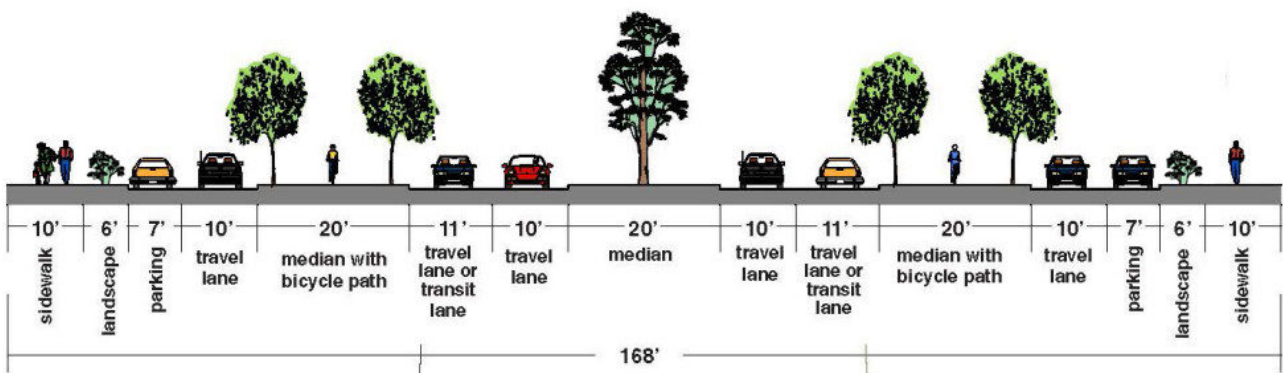 10' 6' 7' 10' 20' 11' 10' 20' 10' 11' 20' 10' 7' 6' 10'
sidewalk
landscape
parking
travel
lane
median with
bicycle path
travel
lane or
transit
lane
travel
lane
median
travel
lane
travel
lane or
transit
lane
median with
bicycle path
travel
lane
parking
landscape
sidewalk
168'